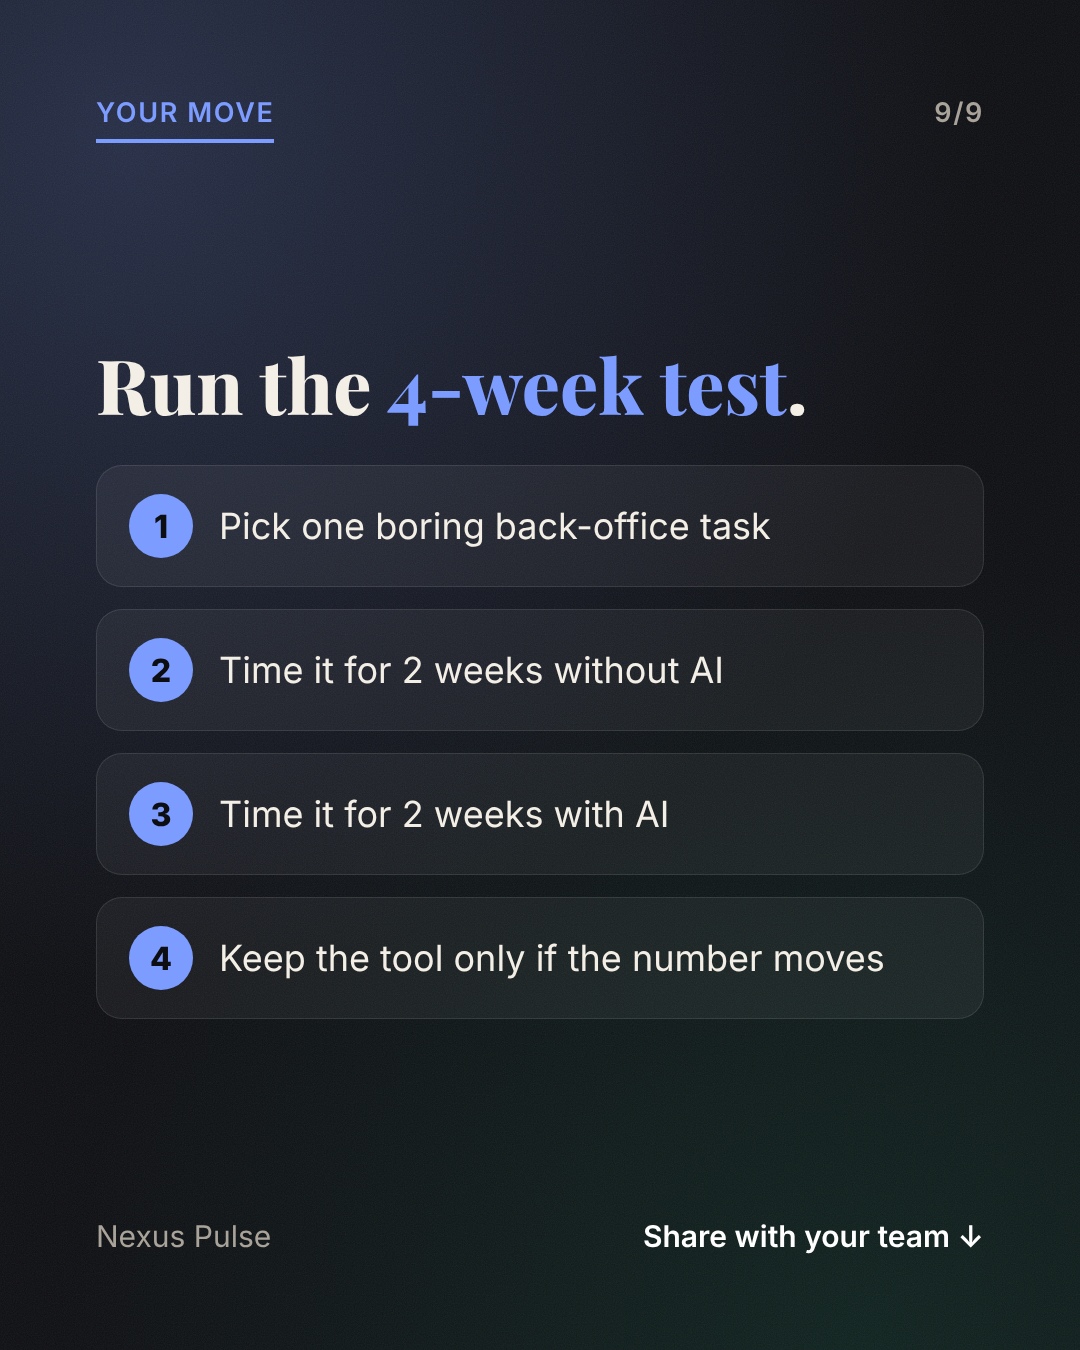 YOUR MOVE
9/9
Run the 4-week test.
1 Pick one boring back-office task
2 Time it for 2 weeks without AI
3 Time it for 2 weeks with AI
4 Keep the tool only if the number moves
Nexus Pulse
Share with your team ↓